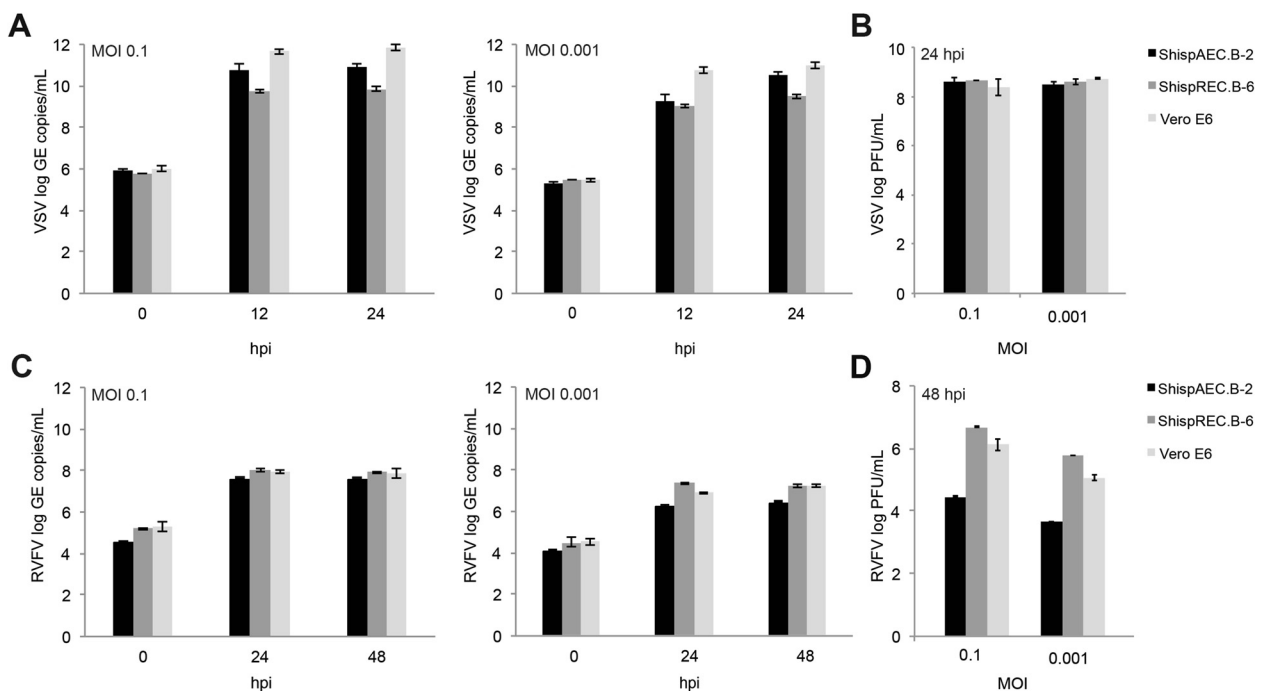 A
MOI 0.1
VSV log GE copies/mL
12
10
8
6
4
2
0
0
12
24
hpi
MOI 0.001
VSV log GE copies/mL
12
10
8
6
4
2
0
0
12
24
hpi
B
24 hpi
VSV log PFU/mL
10
8
6
4
2
0
0.1
0.001
MOI
ShispAEC.B-2
ShispREC.B-6
Vero E6
C
MOI 0.1
RVFV log GE copies/mL
12
10
8
6
4
2
0
0
24
48
hpi
MOI 0.001
RVFV log GE copies/mL
12
10
8
6
4
2
0
0
24
48
hpi
D
48 hpi
RVFV log PFU/mL
8
6
4
2
0
0.1
0.001
MOI
ShispAEC.B-2
ShispREC.B-6
Vero E6